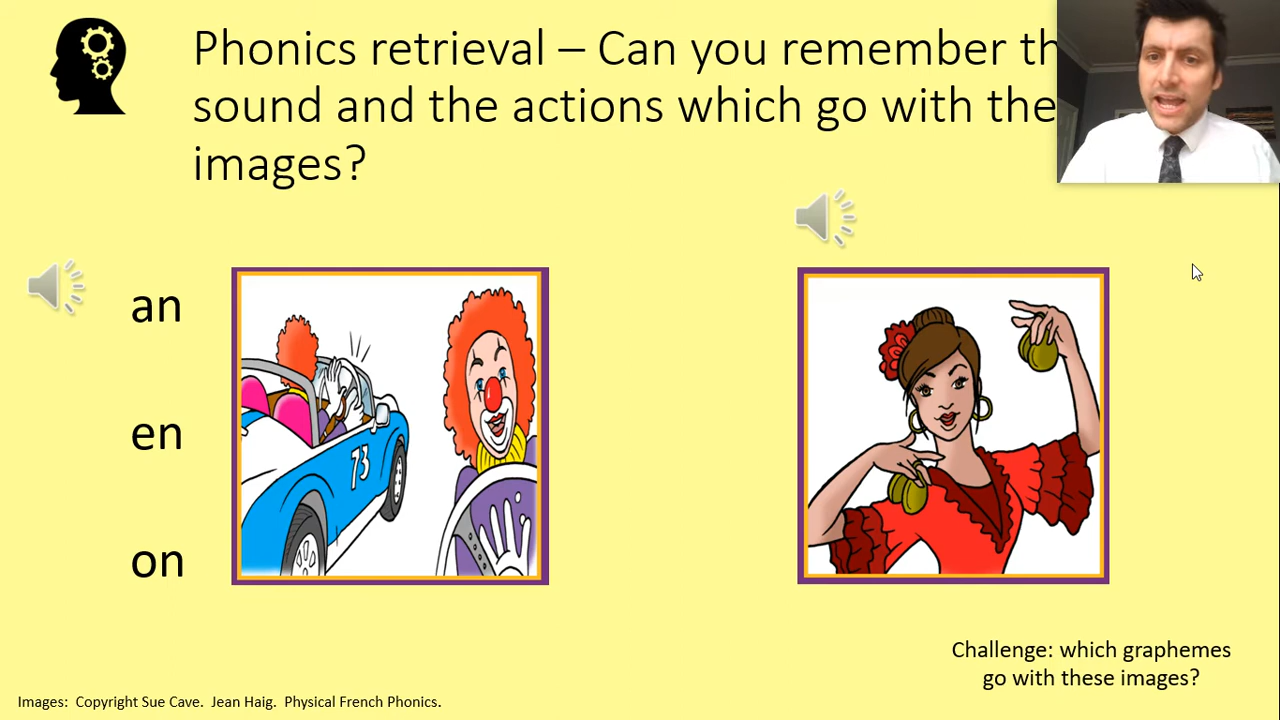 Phonics retrieval – Can you remember th
sound and the actions which go with the
images?
an
en
on
73
Challenge: which graphemes
go with these images?
Images: Copyright Sue Cave. Jean Haig. Physical French Phonics.